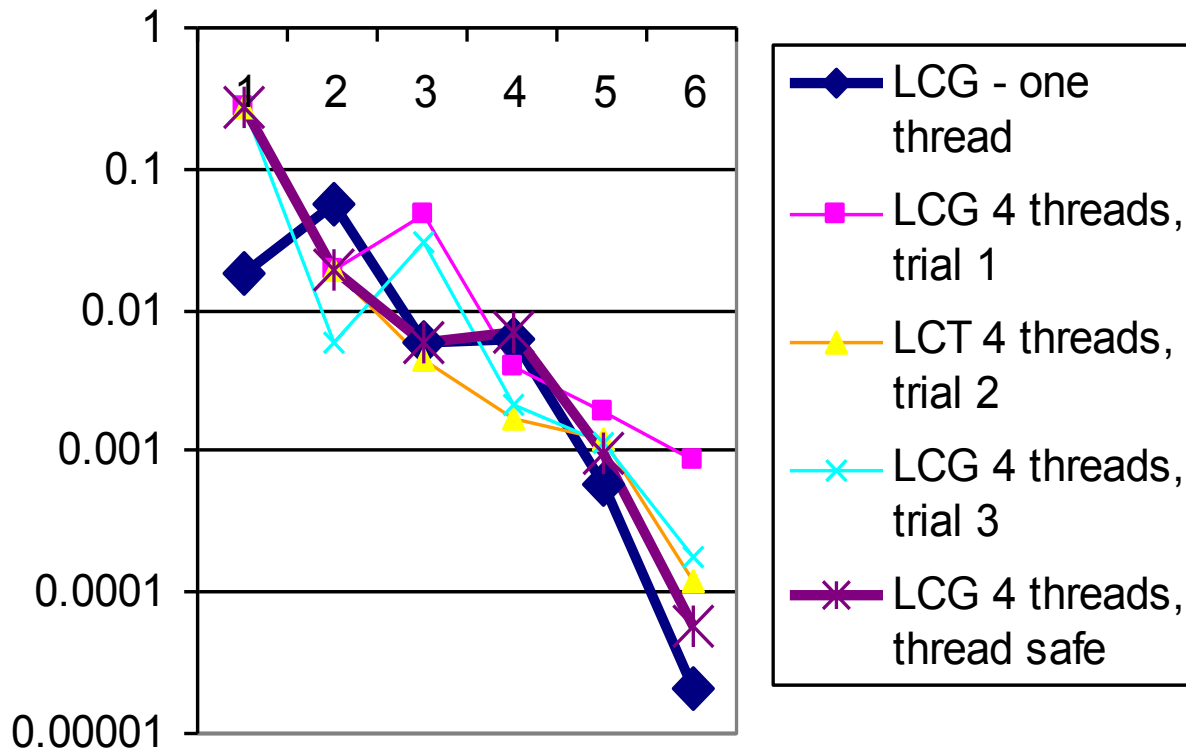 1
1 2 3 4 5 6
0.1
0.01
0.001
0.0001
0.00001
LCG - one
thread
LCG 4 threads,
trial 1
LCT 4 threads,
trial 2
LCG 4 threads,
trial 3
LCG 4 threads,
thread safe